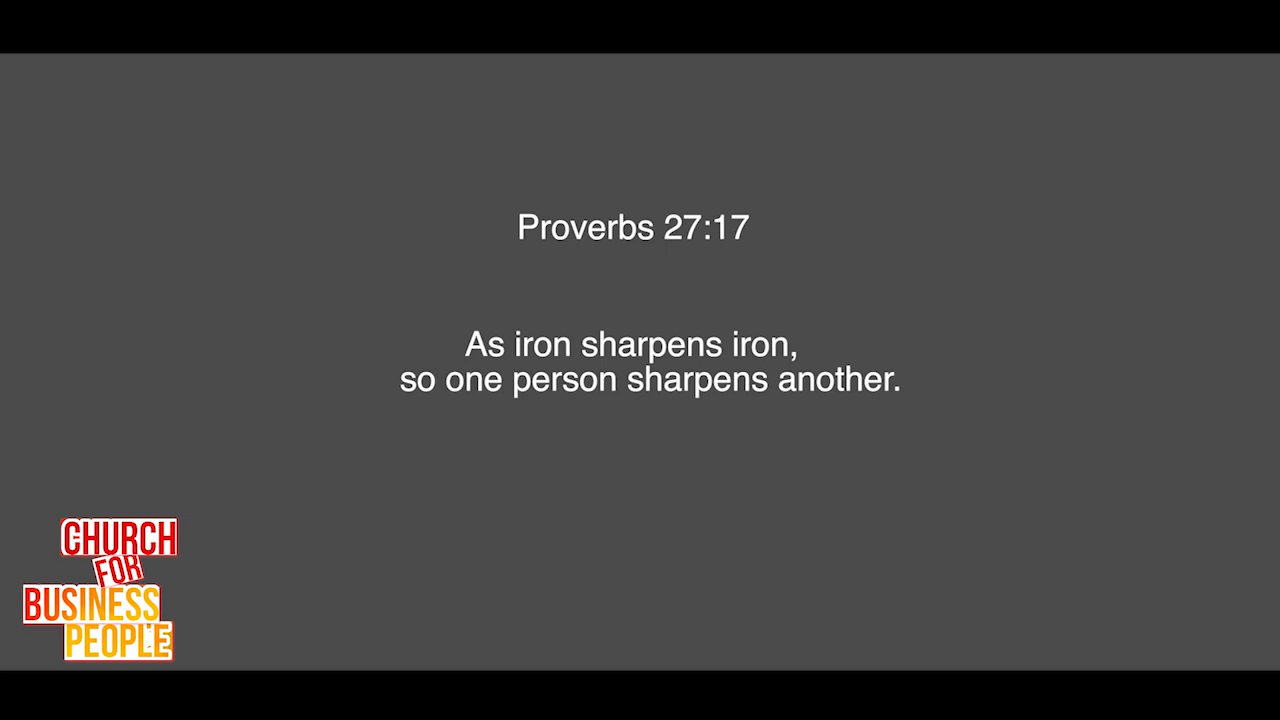 Proverbs 27:17
As iron sharpens iron,
so one person sharpens another.
CHURCH
FOR
BUSINESS
PEOPLE